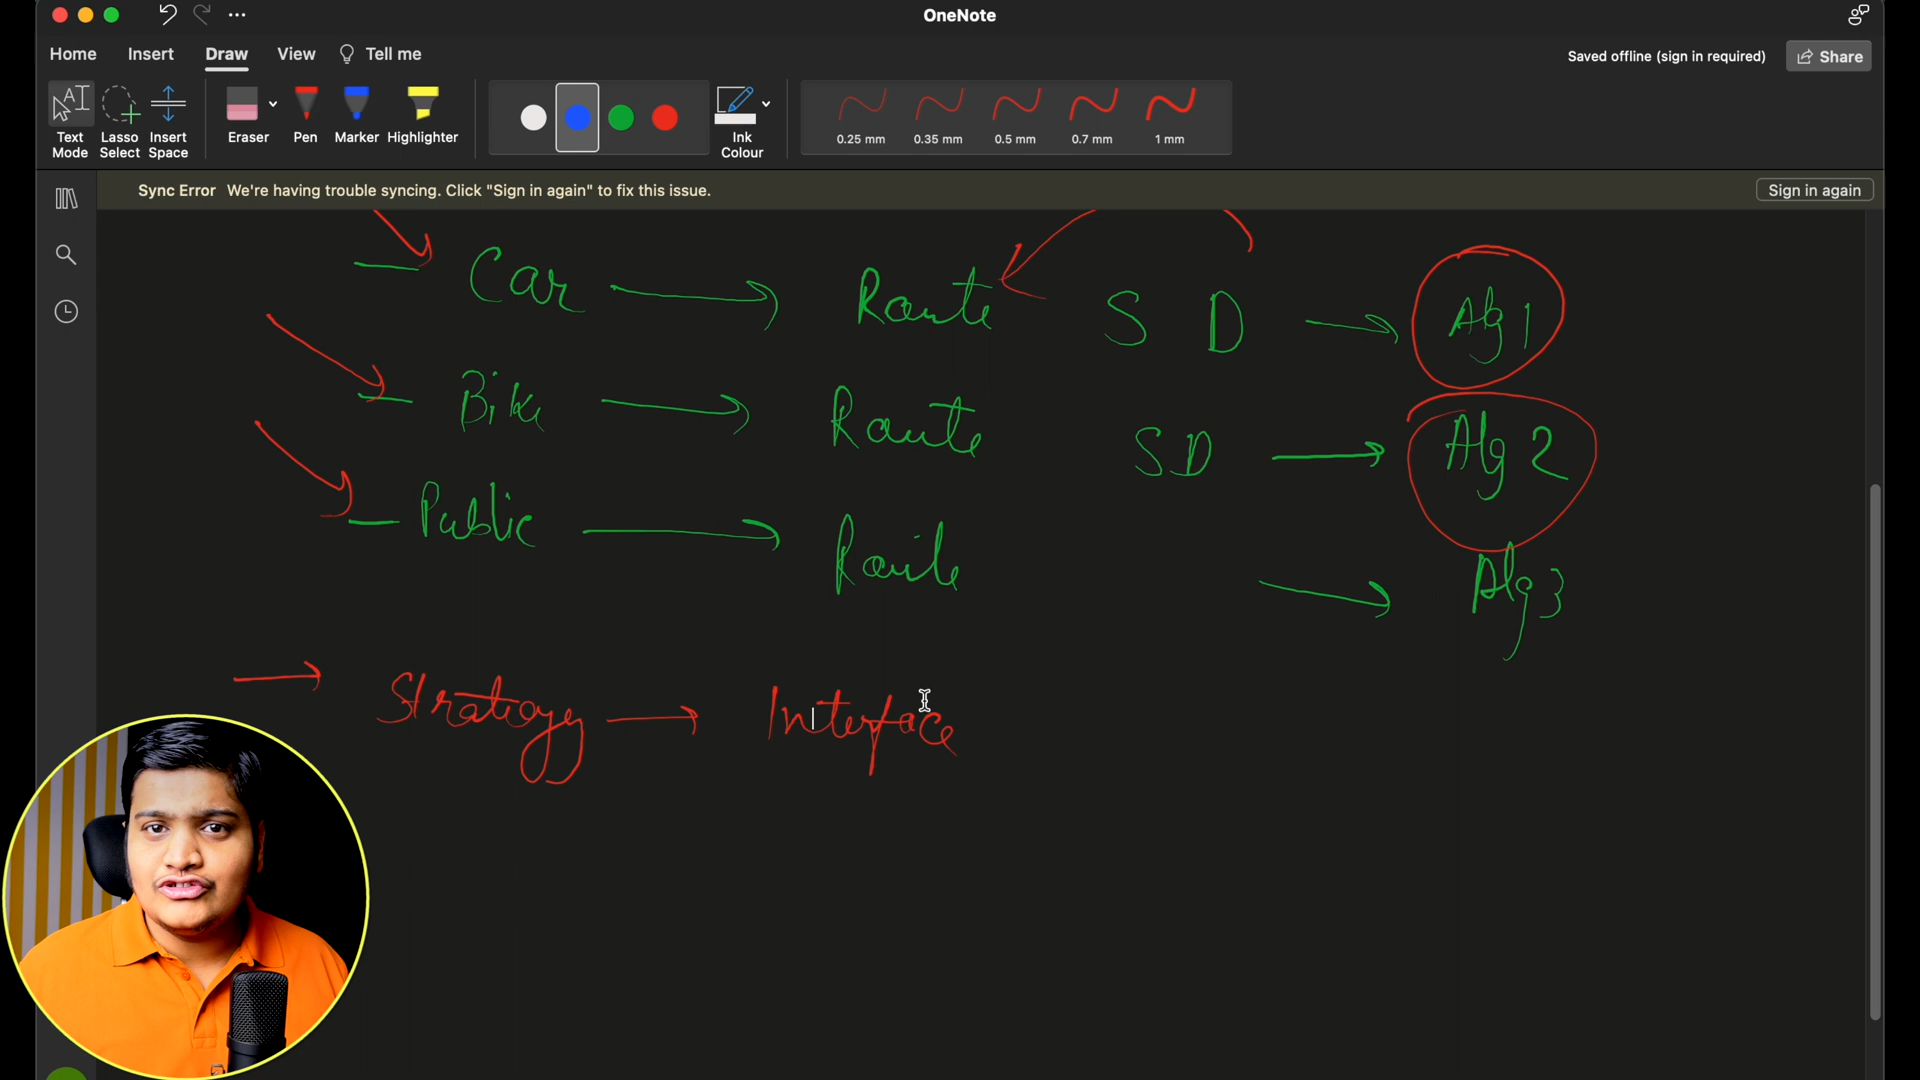 OneNote
Home Insert Draw View Tell me
Saved offline (sign in required) Share
Text Mode
Lasso Select
Insert Space
Eraser
Pen
Marker
Highlighter
Ink Colour
0.25 mm 0.35 mm 0.5 mm 0.7 mm 1 mm
Sync Error We're having trouble syncing. Click "Sign in again" to fix this issue. Sign in again
Car Route S D Alg 1
Bike Route SD Alg 2
Public Route Alg 3
Strategy Interface